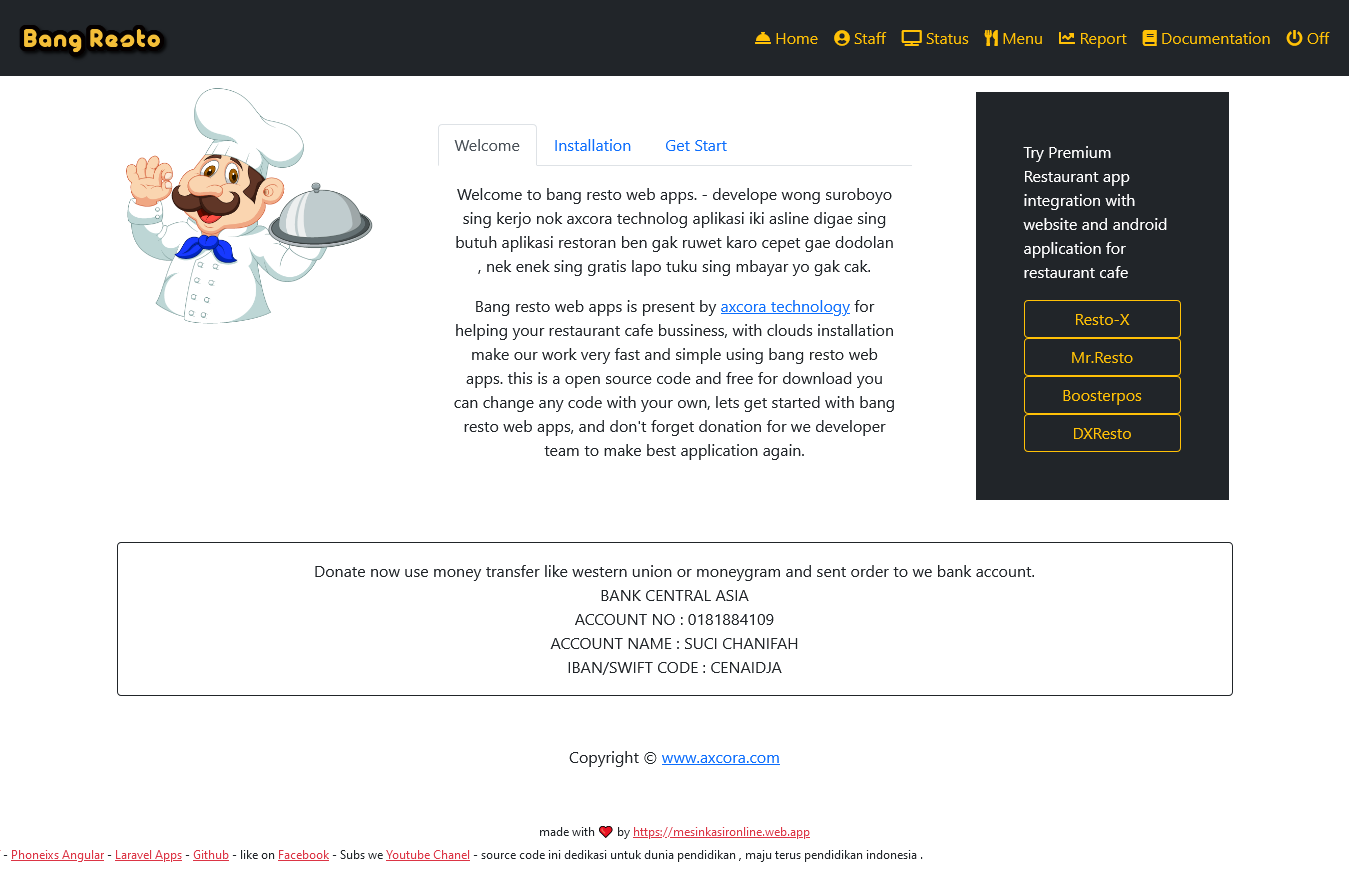 Bang Resto
Home Staff Status Menu Report Documentation Off
Welcome Installation Get Start
Welcome to bang resto web apps. - develope wong suroboyo
sing kerjo nok axcora technolog aplikasi iki asline digae sing
butuh aplikasi restoran ben gak ruwet karo cepet gae dodolan
, nek enek sing gratis lapo tuku sing mbayar yo gak cak.
Bang resto web apps is present by axcora technology for
helping your restaurant cafe bussiness, with clouds installation
make our work very fast and simple using bang resto web
apps. this is a open source code and free for download you
can change any code with your own, lets get started with bang
resto web apps, and don't forget donation for we developer
team to make best application again.
Try Premium
Restaurant app
integration with
website and android
application for
restaurant cafe
Resto-X
Mr.Resto
Boosterpos
DXResto
Donate now use money transfer like western union or moneygram and sent order to we bank account.
BANK CENTRAL ASIA
ACCOUNT NO : 0181884109
ACCOUNT NAME : SUCI CHANIFAH
IBAN/SWIFT CODE : CENAIDJA
Copyright © www.axcora.com
made with ❤ by https://mesinkasironline.web.app
- Phoneixs Angular - Laravel Apps - Github - like on Facebook - Subs we Youtube Chanel - source code ini dedikasi untuk dunia pendidikan , maju terus pendidikan indonesia .